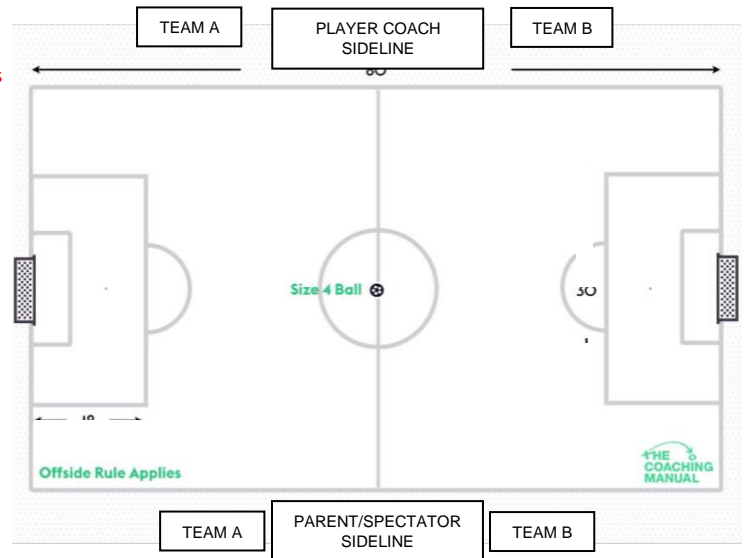 TEAM A
PLAYER COACH
SIDELINE
TEAM B
Size 4 Ball
Offside Rule Applies
THE
COACHING
MANUAL
TEAM A
PARENT/SPECTATOR
SIDELINE
TEAM B